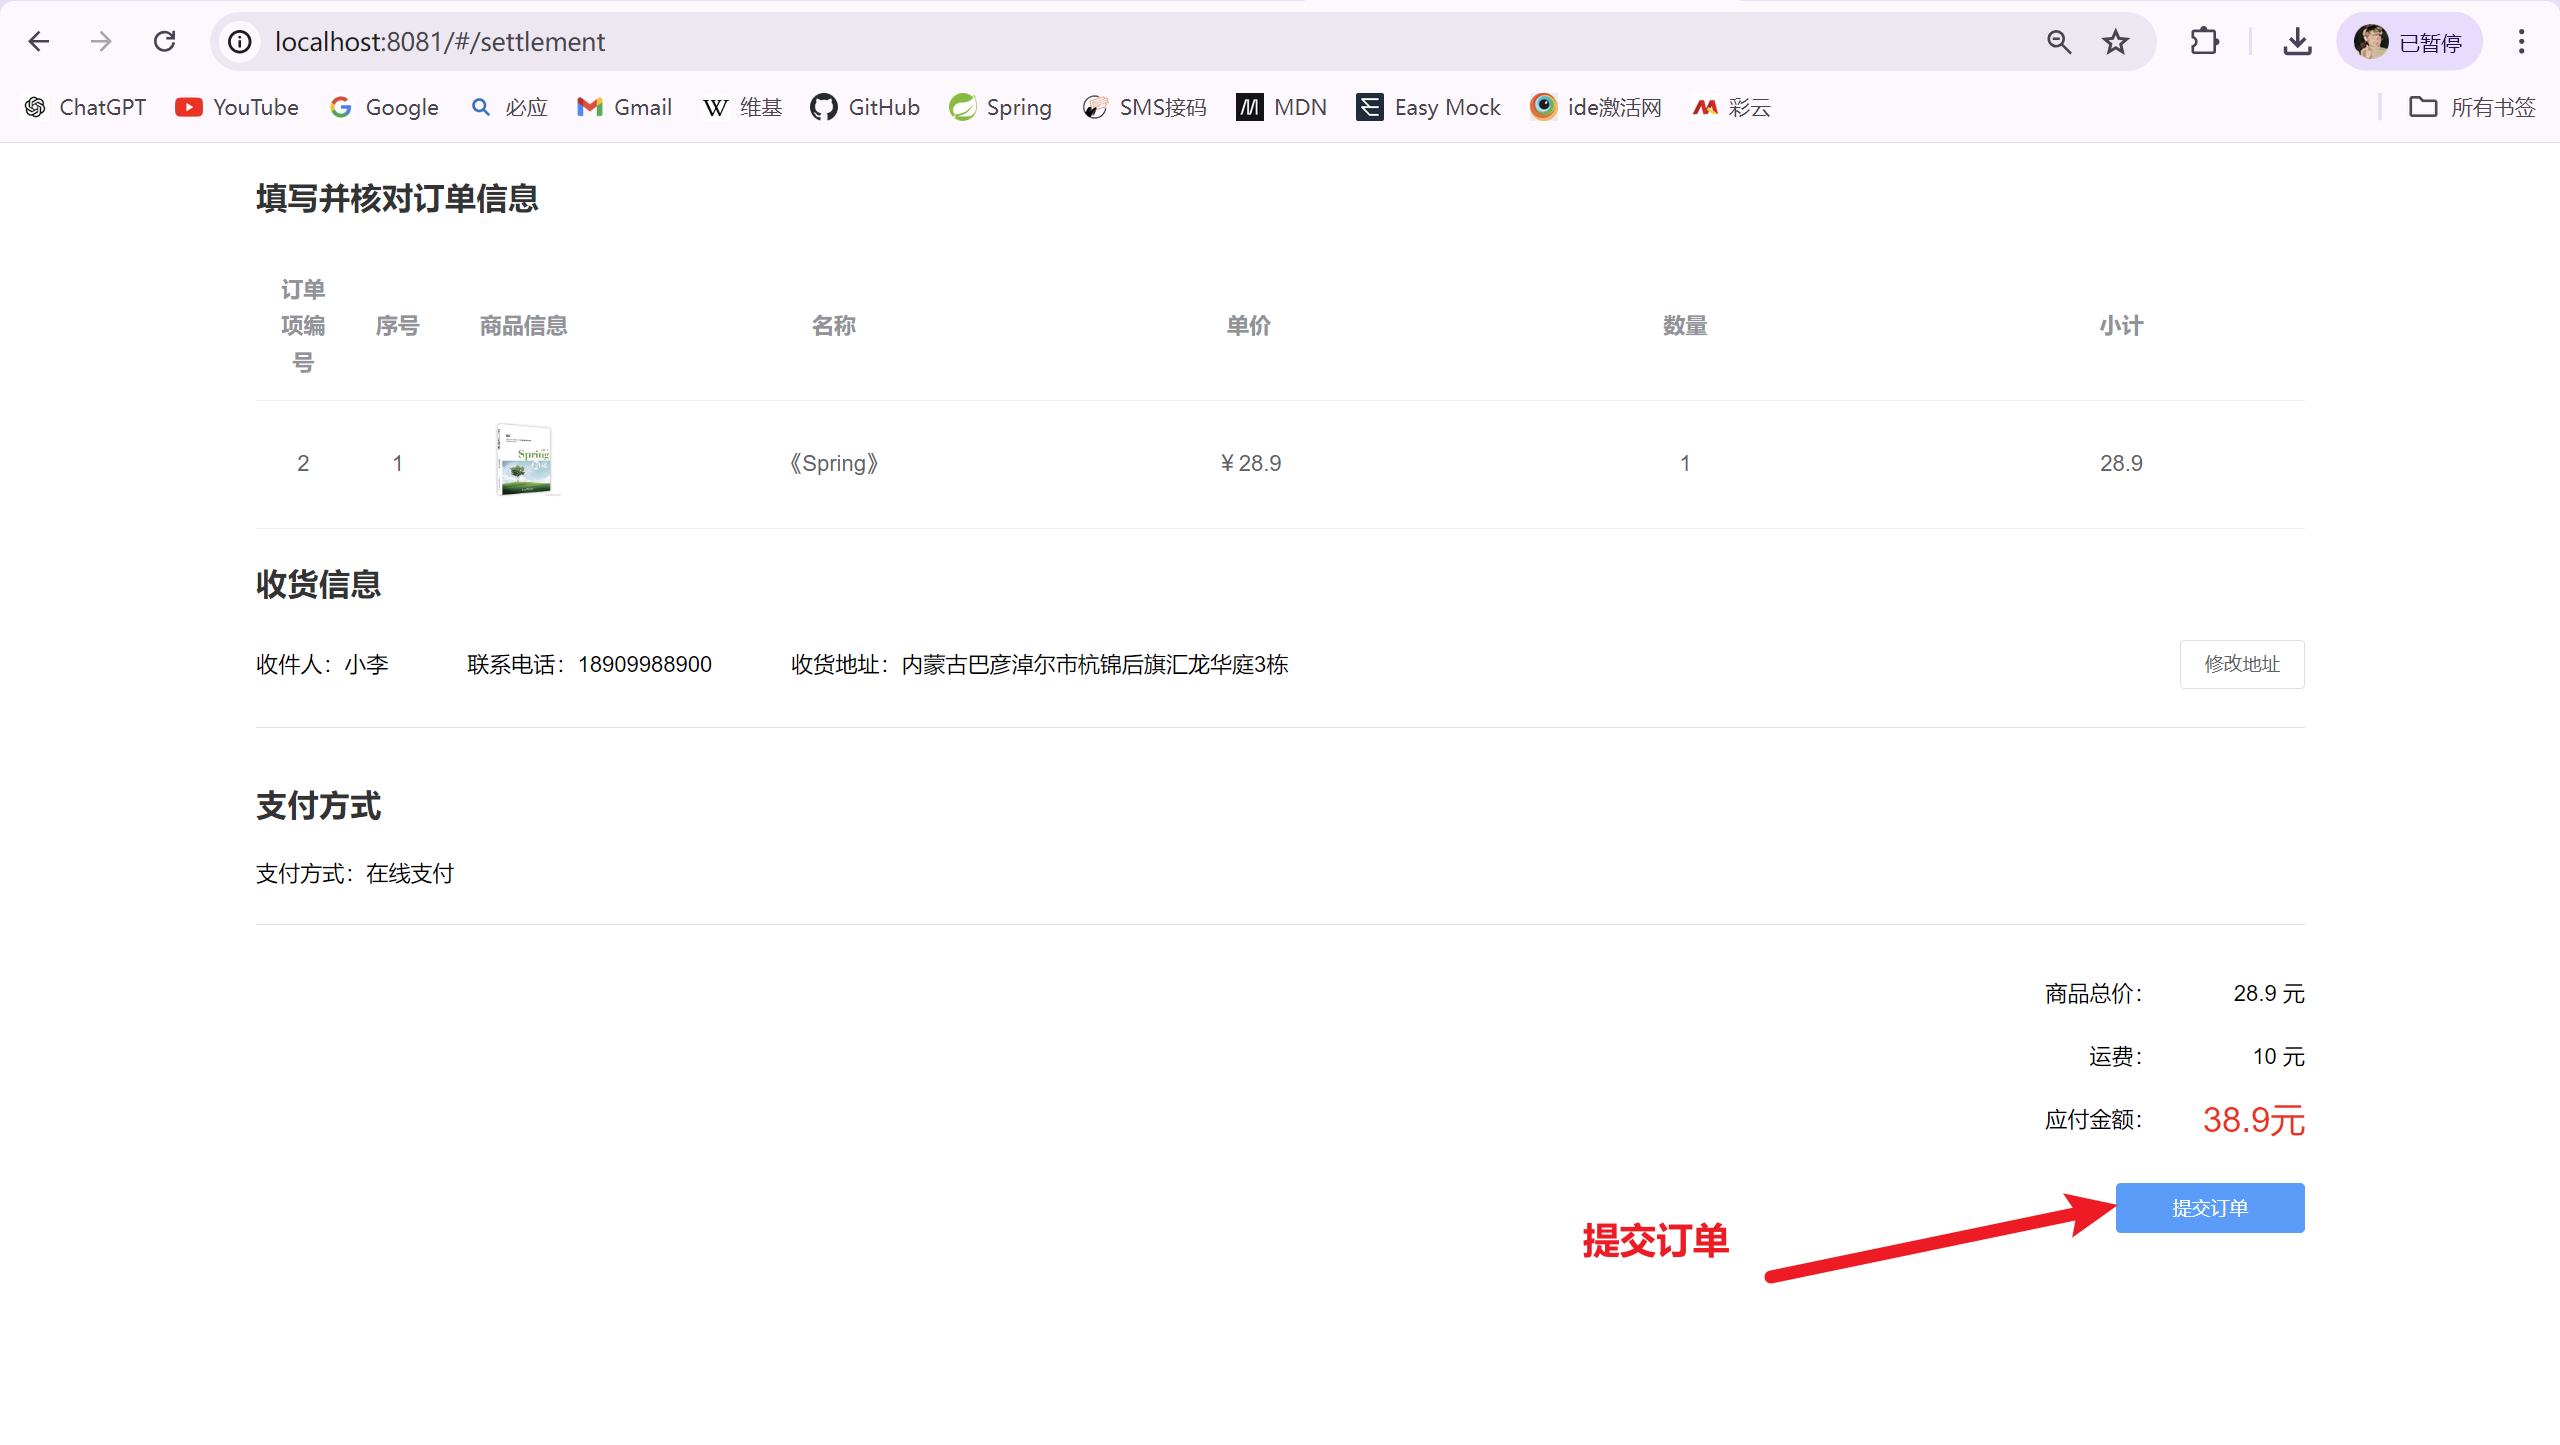 localhost:8081/#/settlement
已暂停
ChatGPT YouTube Google 必应 Gmail W 维基 GitHub Spring SMS接码 MDN Easy Mock ide激活网 彩云 所有书签
填写并核对订单信息
订单项编号 序号 商品信息 名称 单价 数量 小计
2 1 《Spring》 ￥28.9 1 28.9
Spring
收货信息
收件人：小李 联系电话：18909988900 收货地址：内蒙古巴彦淖尔市杭锦后旗汇龙华庭3栋 修改地址
支付方式
支付方式：在线支付
商品总价： 28.9 元
运费： 10 元
应付金额： 38.9元
提交订单
提交订单